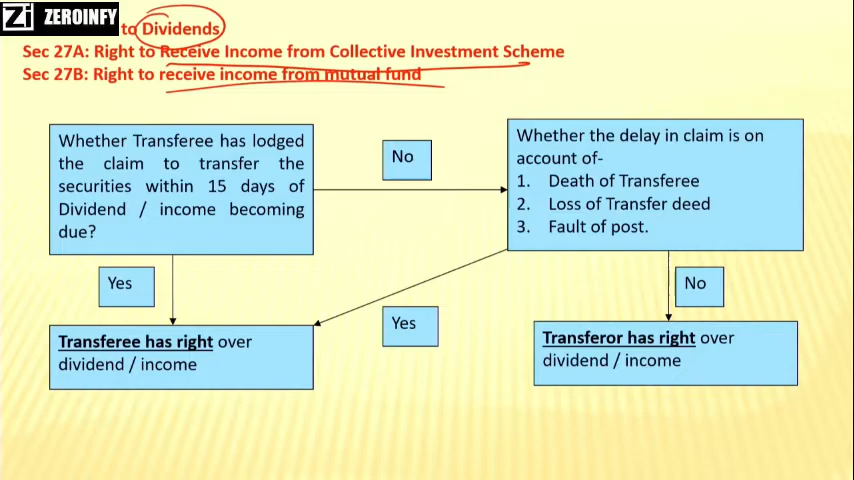 Zi ZEROINFY
to Dividends
Sec 27A: Right to Receive Income from Collective Investment Scheme
Sec 27B: Right to receive income from mutual fund
Whether Transferee has lodged
the claim to transfer the
securities within 15 days of
Dividend / income becoming
due?
No
Whether the delay in claim is on
account of-
1. Death of Transferee
2. Loss of Transfer deed
3. Fault of post.
Yes
No
Yes
Transferee has right over
dividend / income
Transferor has right over
dividend / income